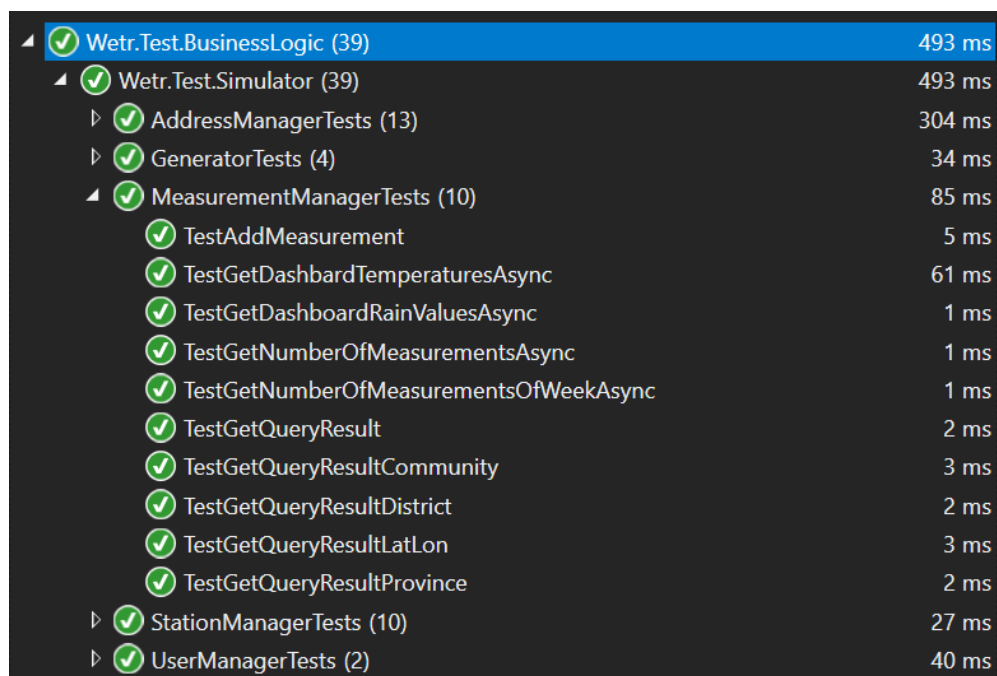 Wetr.Test.BusinessLogic (39) 493 ms
Wetr.Test.Simulator (39) 493 ms
AddressManagerTests (13) 304 ms
GeneratorTests (4) 34 ms
MeasurementManagerTests (10) 85 ms
TestAddMeasurement 5 ms
TestGetDashbardTemperaturesAsync 61 ms
TestGetDashboardRainValuesAsync 1 ms
TestGetNumberOfMeasurementsAsync 1 ms
TestGetNumberOfMeasurementsOfWeekAsync 1 ms
TestGetQueryResult 2 ms
TestGetQueryResultCommunity 3 ms
TestGetQueryResultDistrict 2 ms
TestGetQueryResultLatLon 3 ms
TestGetQueryResultProvince 2 ms
StationManagerTests (10) 27 ms
UserManagerTests (2) 40 ms